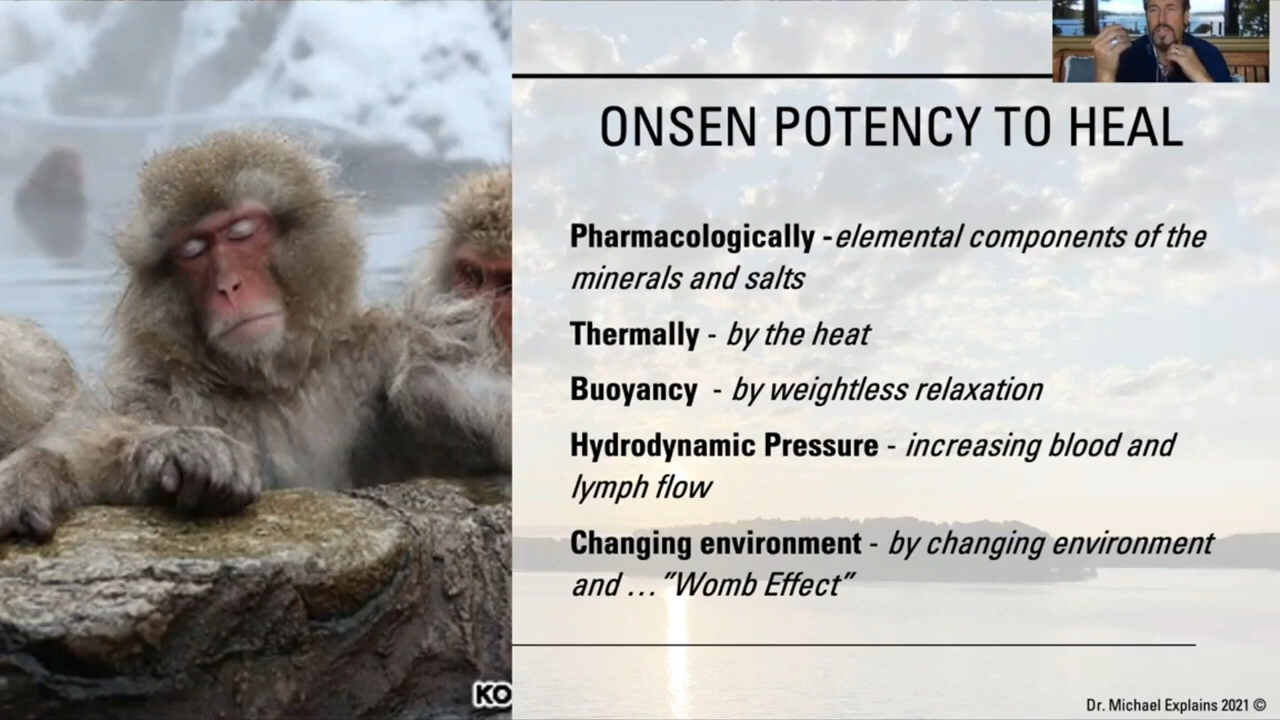 ONSEN POTENCY TO HEAL
Pharmacologically -elemental components of the
minerals and salts
Thermally - by the heat
Buoyancy - by weightless relaxation
Hydrodynamic Pressure - increasing blood and
lymph flow
Changing environment - by changing environment
and ... "Womb Effect"
KO
Dr. Michael Explains 2021 ©